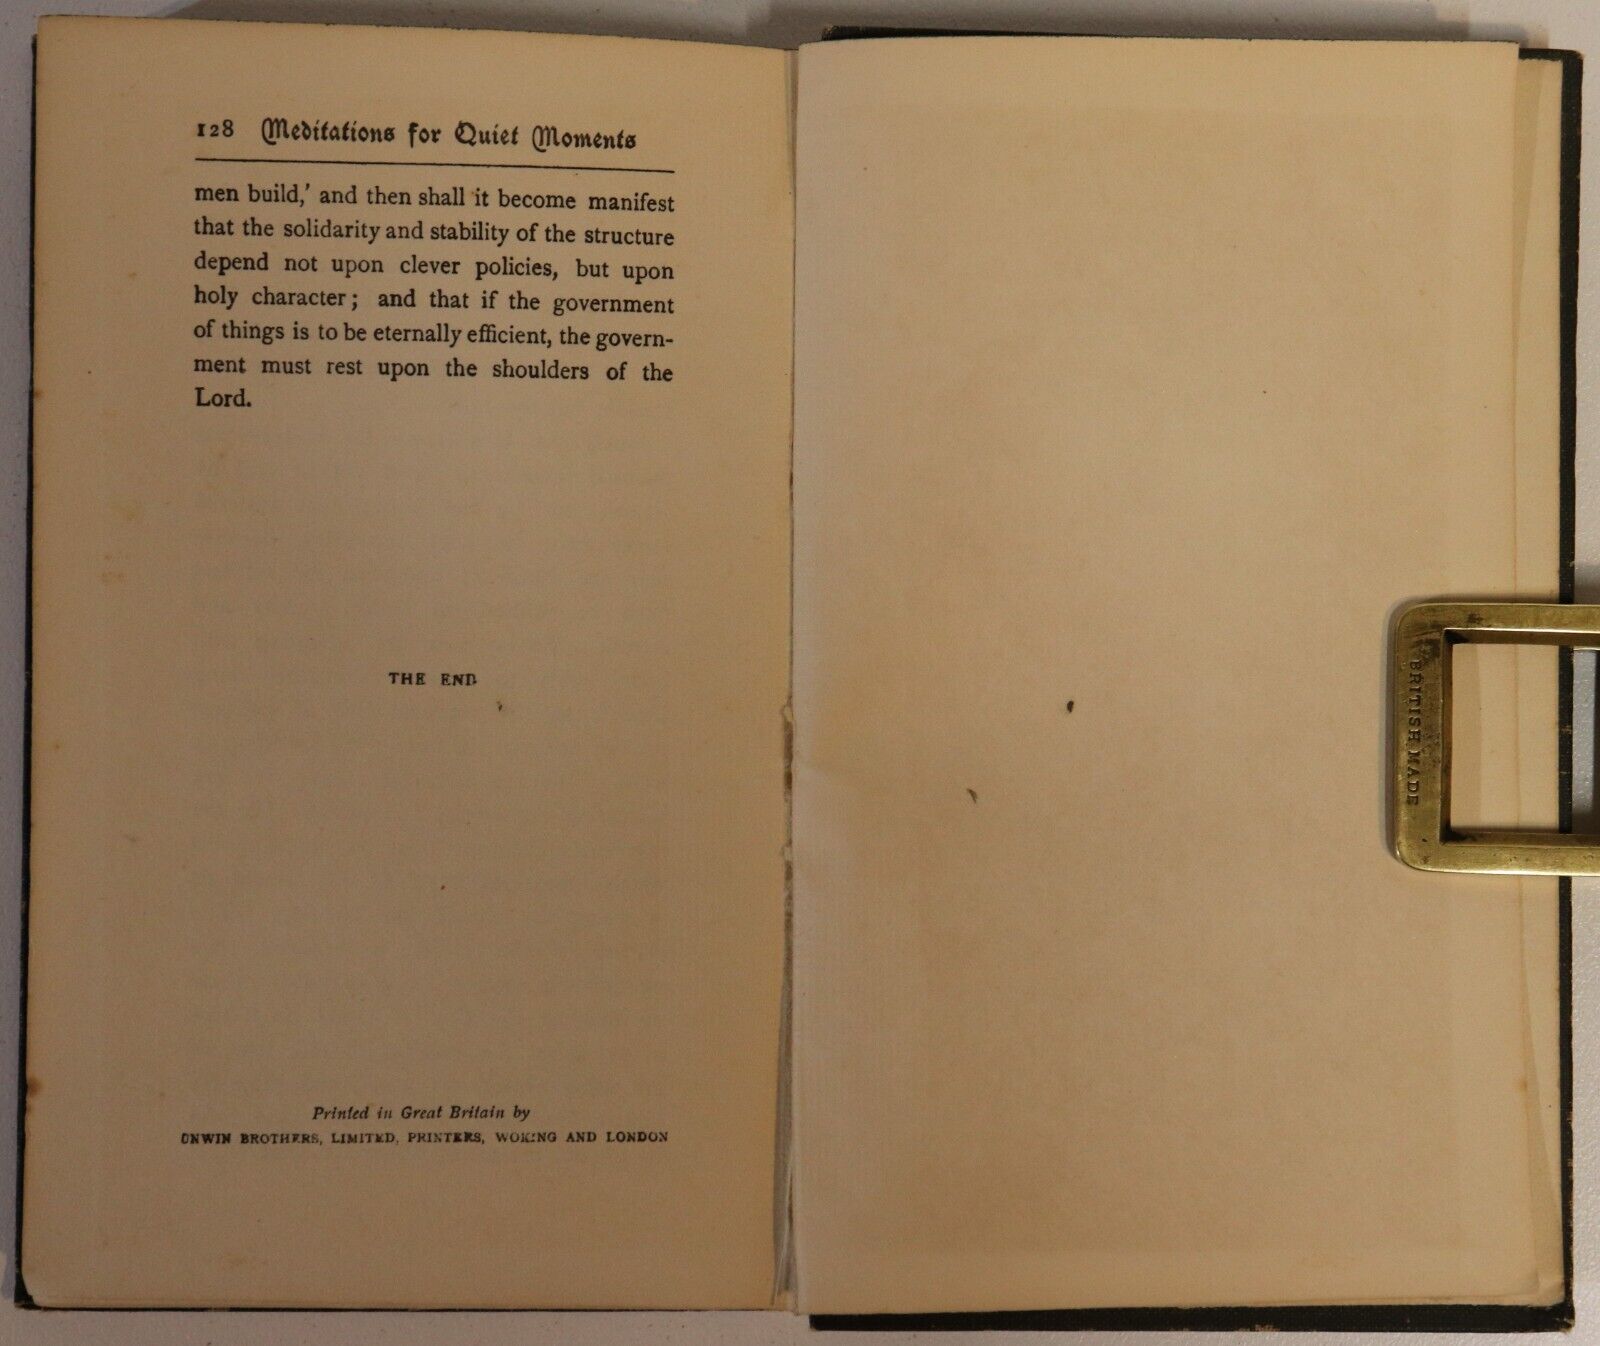 128 Meditations for Quiet Moments
men build,’ and then shall it become manifest
that the solidarity and stability of the structure
depend not upon clever policies, but upon
holy character; and that if the government
of things is to be eternally efficient, the govern-
ment must rest upon the shoulders of the
Lord.
THE END
Printed in Great Britain by
UNWIN BROTHERS, LIMITED, PRINTERS, WOKING AND LONDON
BRITISH MADE